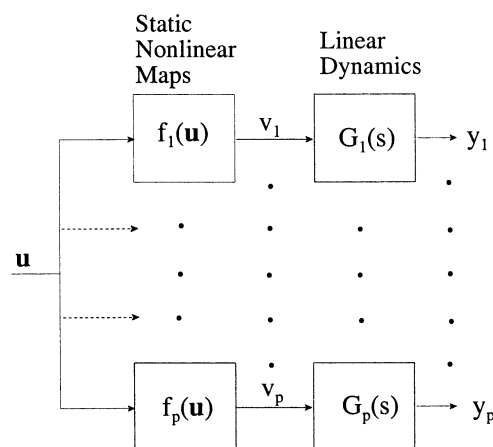 Static
Nonlinear
Maps
Linear
Dynamics
f₁(u)
v₁
G₁(s)
y₁
u
fₚ(u)
vₚ
Gₚ(s)
yₚ